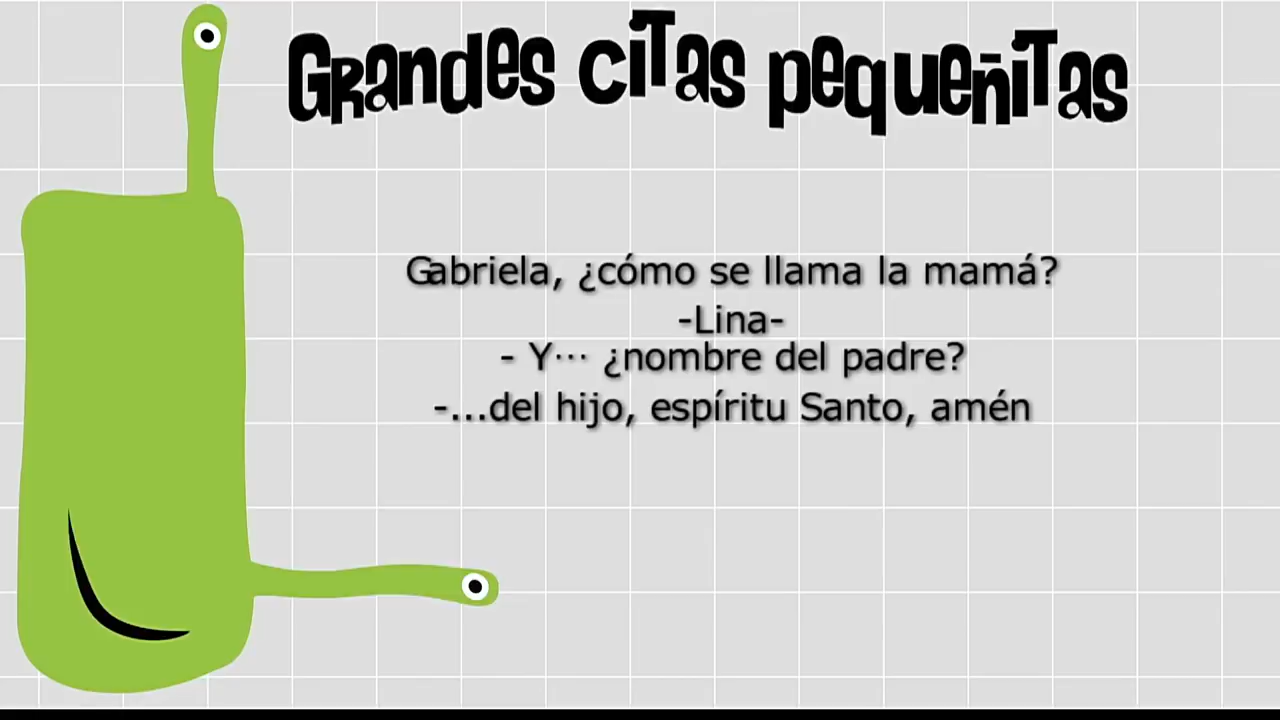 Grandes citas pequeñitas
Gabriela, ¿cómo se llama la mamá?
-Lina-
- Y… ¿nombre del padre?
-...del hijo, espíritu Santo, amén